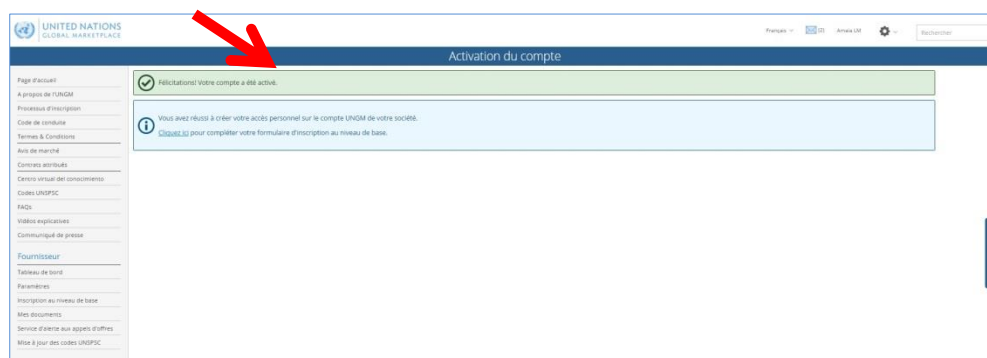 UNITED NATIONS
GLOBAL MARKETPLACE
Français
Amaia LM
Rechercher
Activation du compte
Page d'accueil
A propos de l'UNGM
Processus d'inscription
Code de conduite
Termes & Conditions
Avis de marché
Contrats attribués
Centro virtual del conocimiento
Codes UNSPSC
FAQs
Vidéos explicatives
Communiqué de presse
Fournisseur
Tableau de bord
Paramètres
Inscription au niveau de base
Mes documents
Service d'alerte aux appels d'offres
Mise à jour des codes UNSPSC
Félicitations! Votre compte a été activé.
Vous avez réussi à créer votre accès personnel sur le compte UNGM de votre société.
Cliquez ici pour compléter votre formulaire d'inscription au niveau de base.